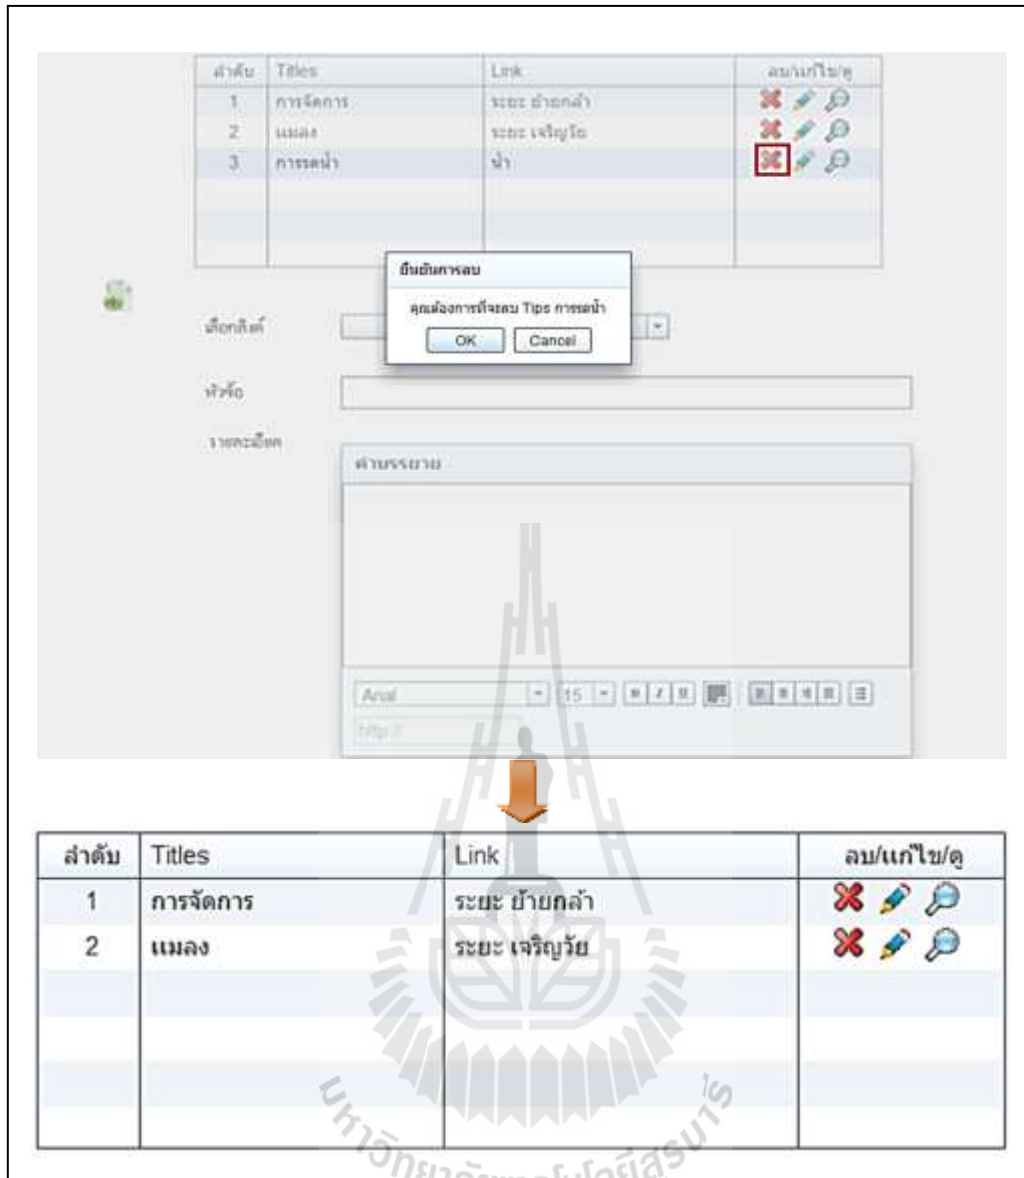 ลำดับ Titles Link ลบ/แก้ไข/ดู
1 การจัดการ ระยะ ย้ายกล้า
2 แมลง ระยะ เจริญวัย
3 การรดน้ำ น้ำ
ยืนยันการลบ
คุณต้องการที่จะลบ Tips การรดน้ำ
OK Cancel
เลือกลิงค์
หัวข้อ
รายละเอียด
คำบรรยาย
Arial 15 B I U
http://
ลำดับ Titles Link ลบ/แก้ไข/ดู
1 การจัดการ ระยะ ย้ายกล้า
2 แมลง ระยะ เจริญวัย